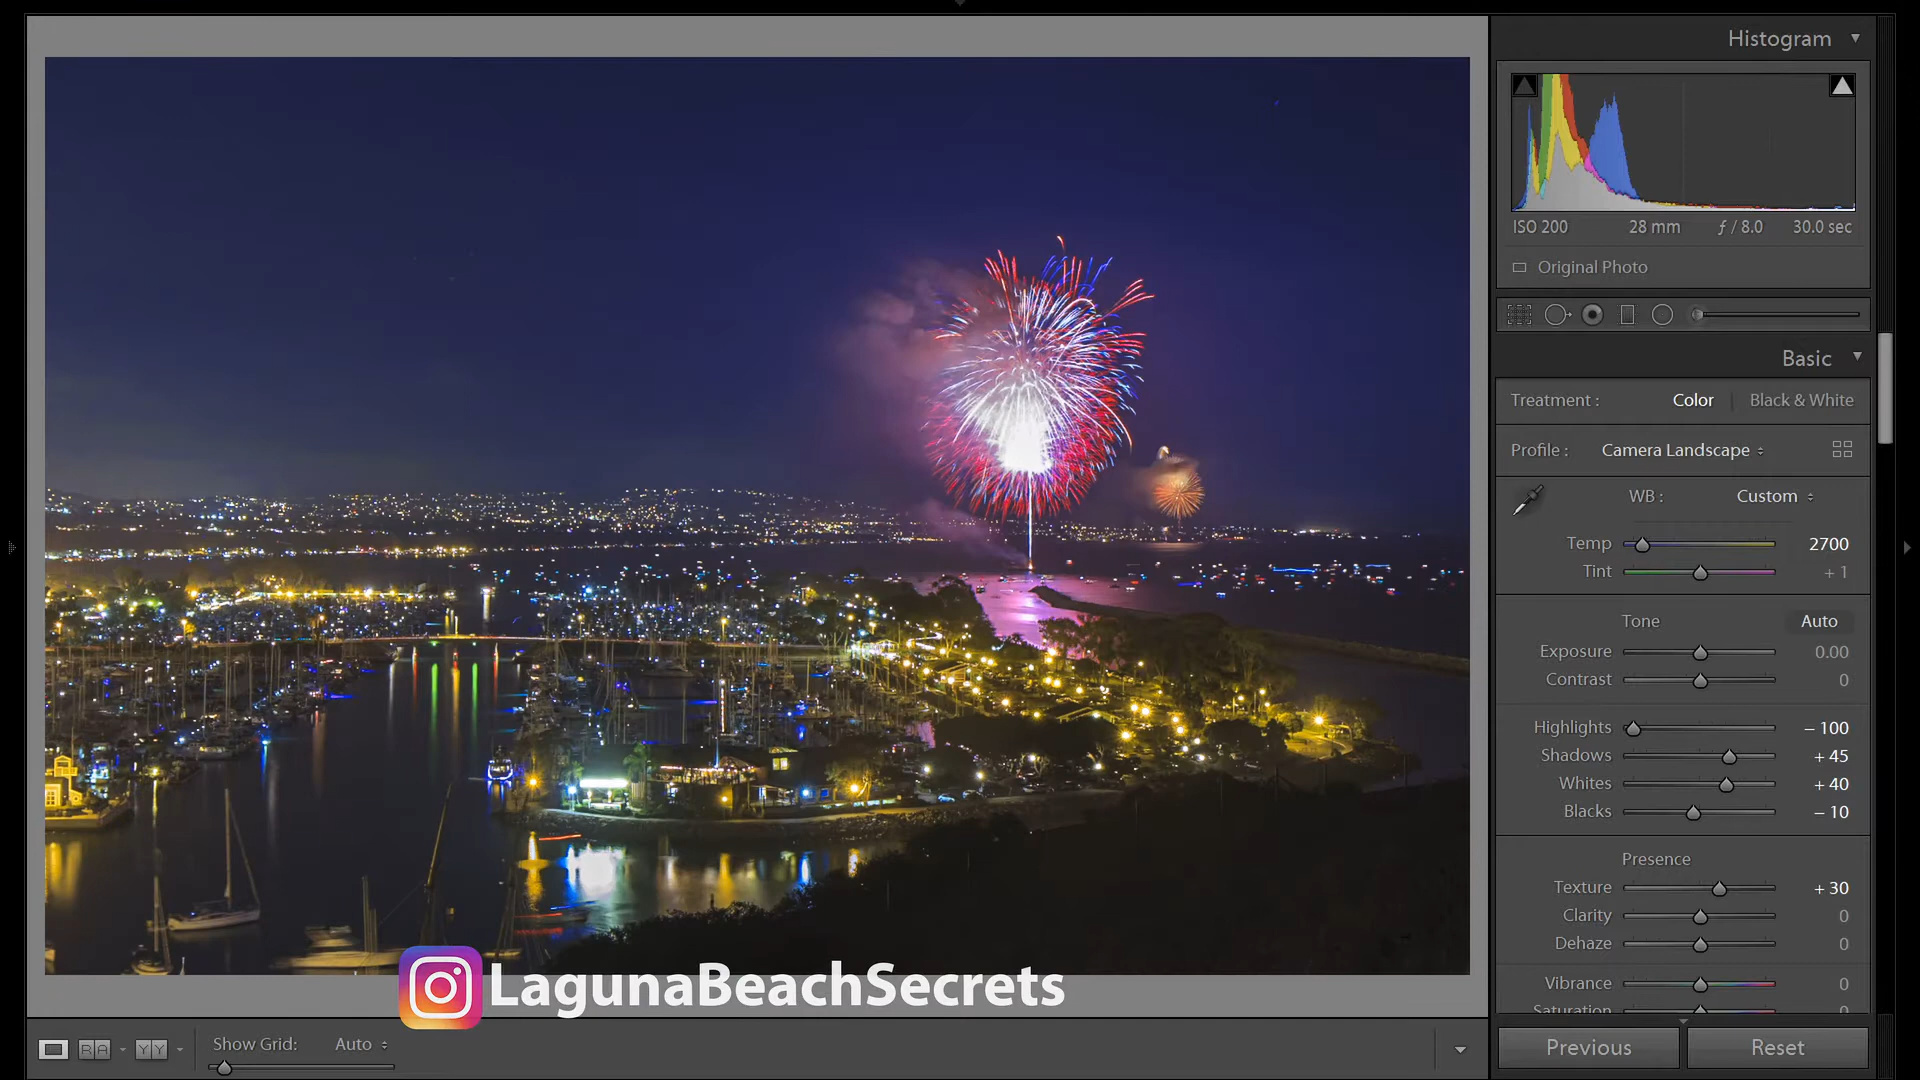 Histogram
ISO 200 28 mm ƒ / 8.0 30.0 sec
Original Photo
Basic
Treatment : Color Black & White
Profile : Camera Landscape
WB : Custom
Temp 2700
Tint + 1
Tone Auto
Exposure 0.00
Contrast 0
Highlights – 100
Shadows + 45
Whites + 40
Blacks – 10
Presence
Texture + 30
Clarity 0
Dehaze 0
Vibrance 0
Saturation
LagunaBeachSecrets
R A Y Y Show Grid: Auto
Previous Reset